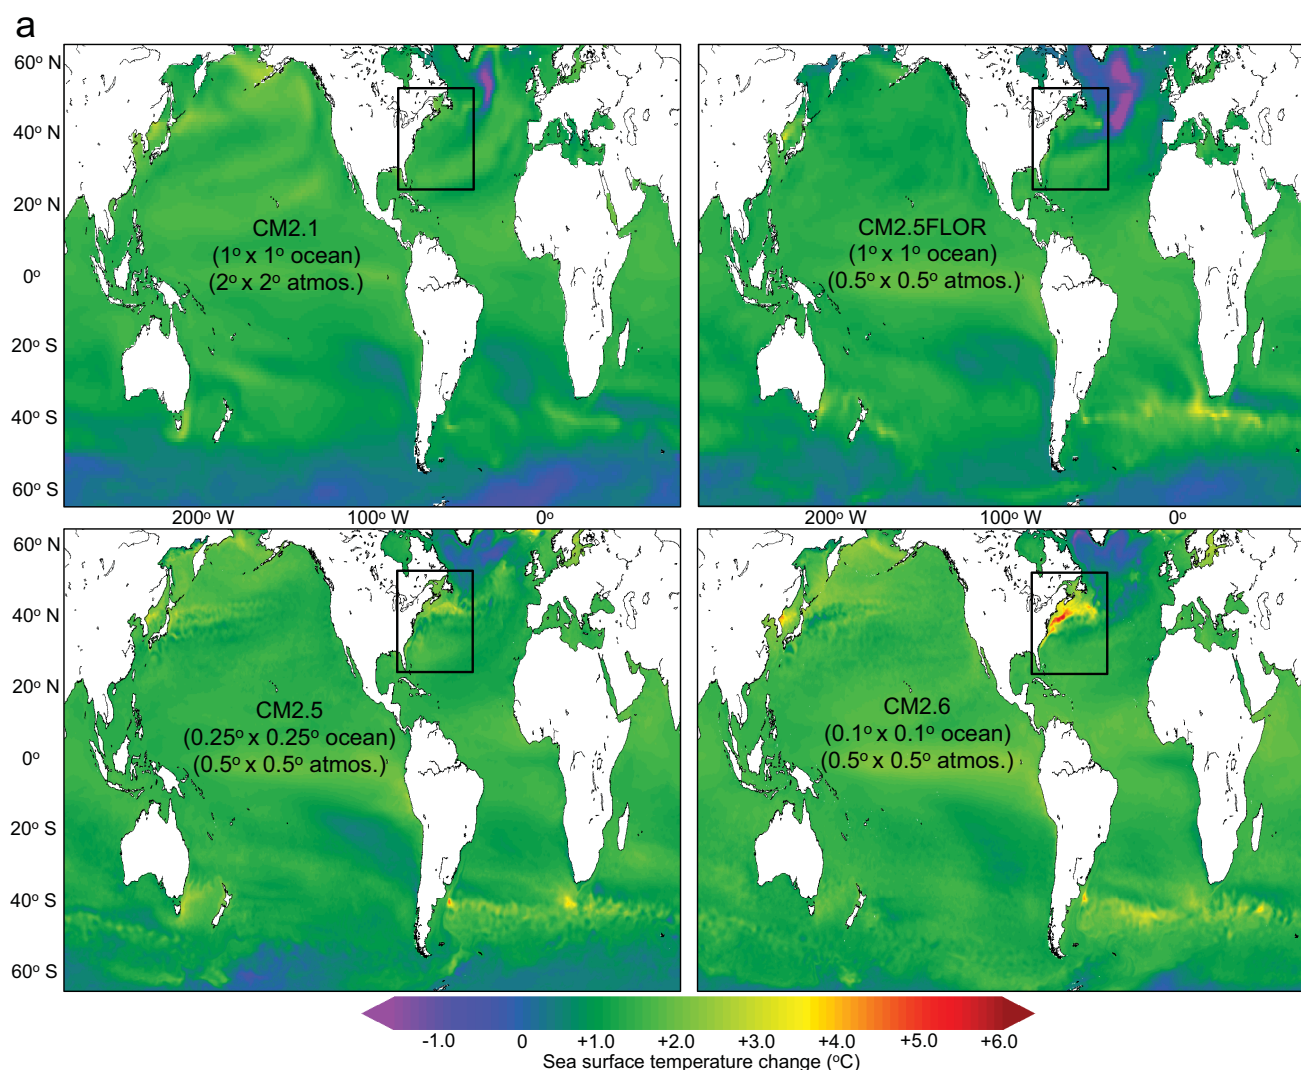 a
60° N
40° N
20° N
0°
20° S
40° S
60° S
CM2.1
(1° x 1° ocean)
(2° x 2° atmos.)
CM2.5FLOR
(1° x 1° ocean)
(0.5° x 0.5° atmos.)
200° W 100° W 0°
200° W 100° W 0°
60° N
40° N
20° N
0°
20° S
40° S
60° S
CM2.5
(0.25° x 0.25° ocean)
(0.5° x 0.5° atmos.)
CM2.6
(0.1° x 0.1° ocean)
(0.5° x 0.5° atmos.)
-1.0 0 +1.0 +2.0 +3.0 +4.0 +5.0 +6.0
Sea surface temperature change (°C)